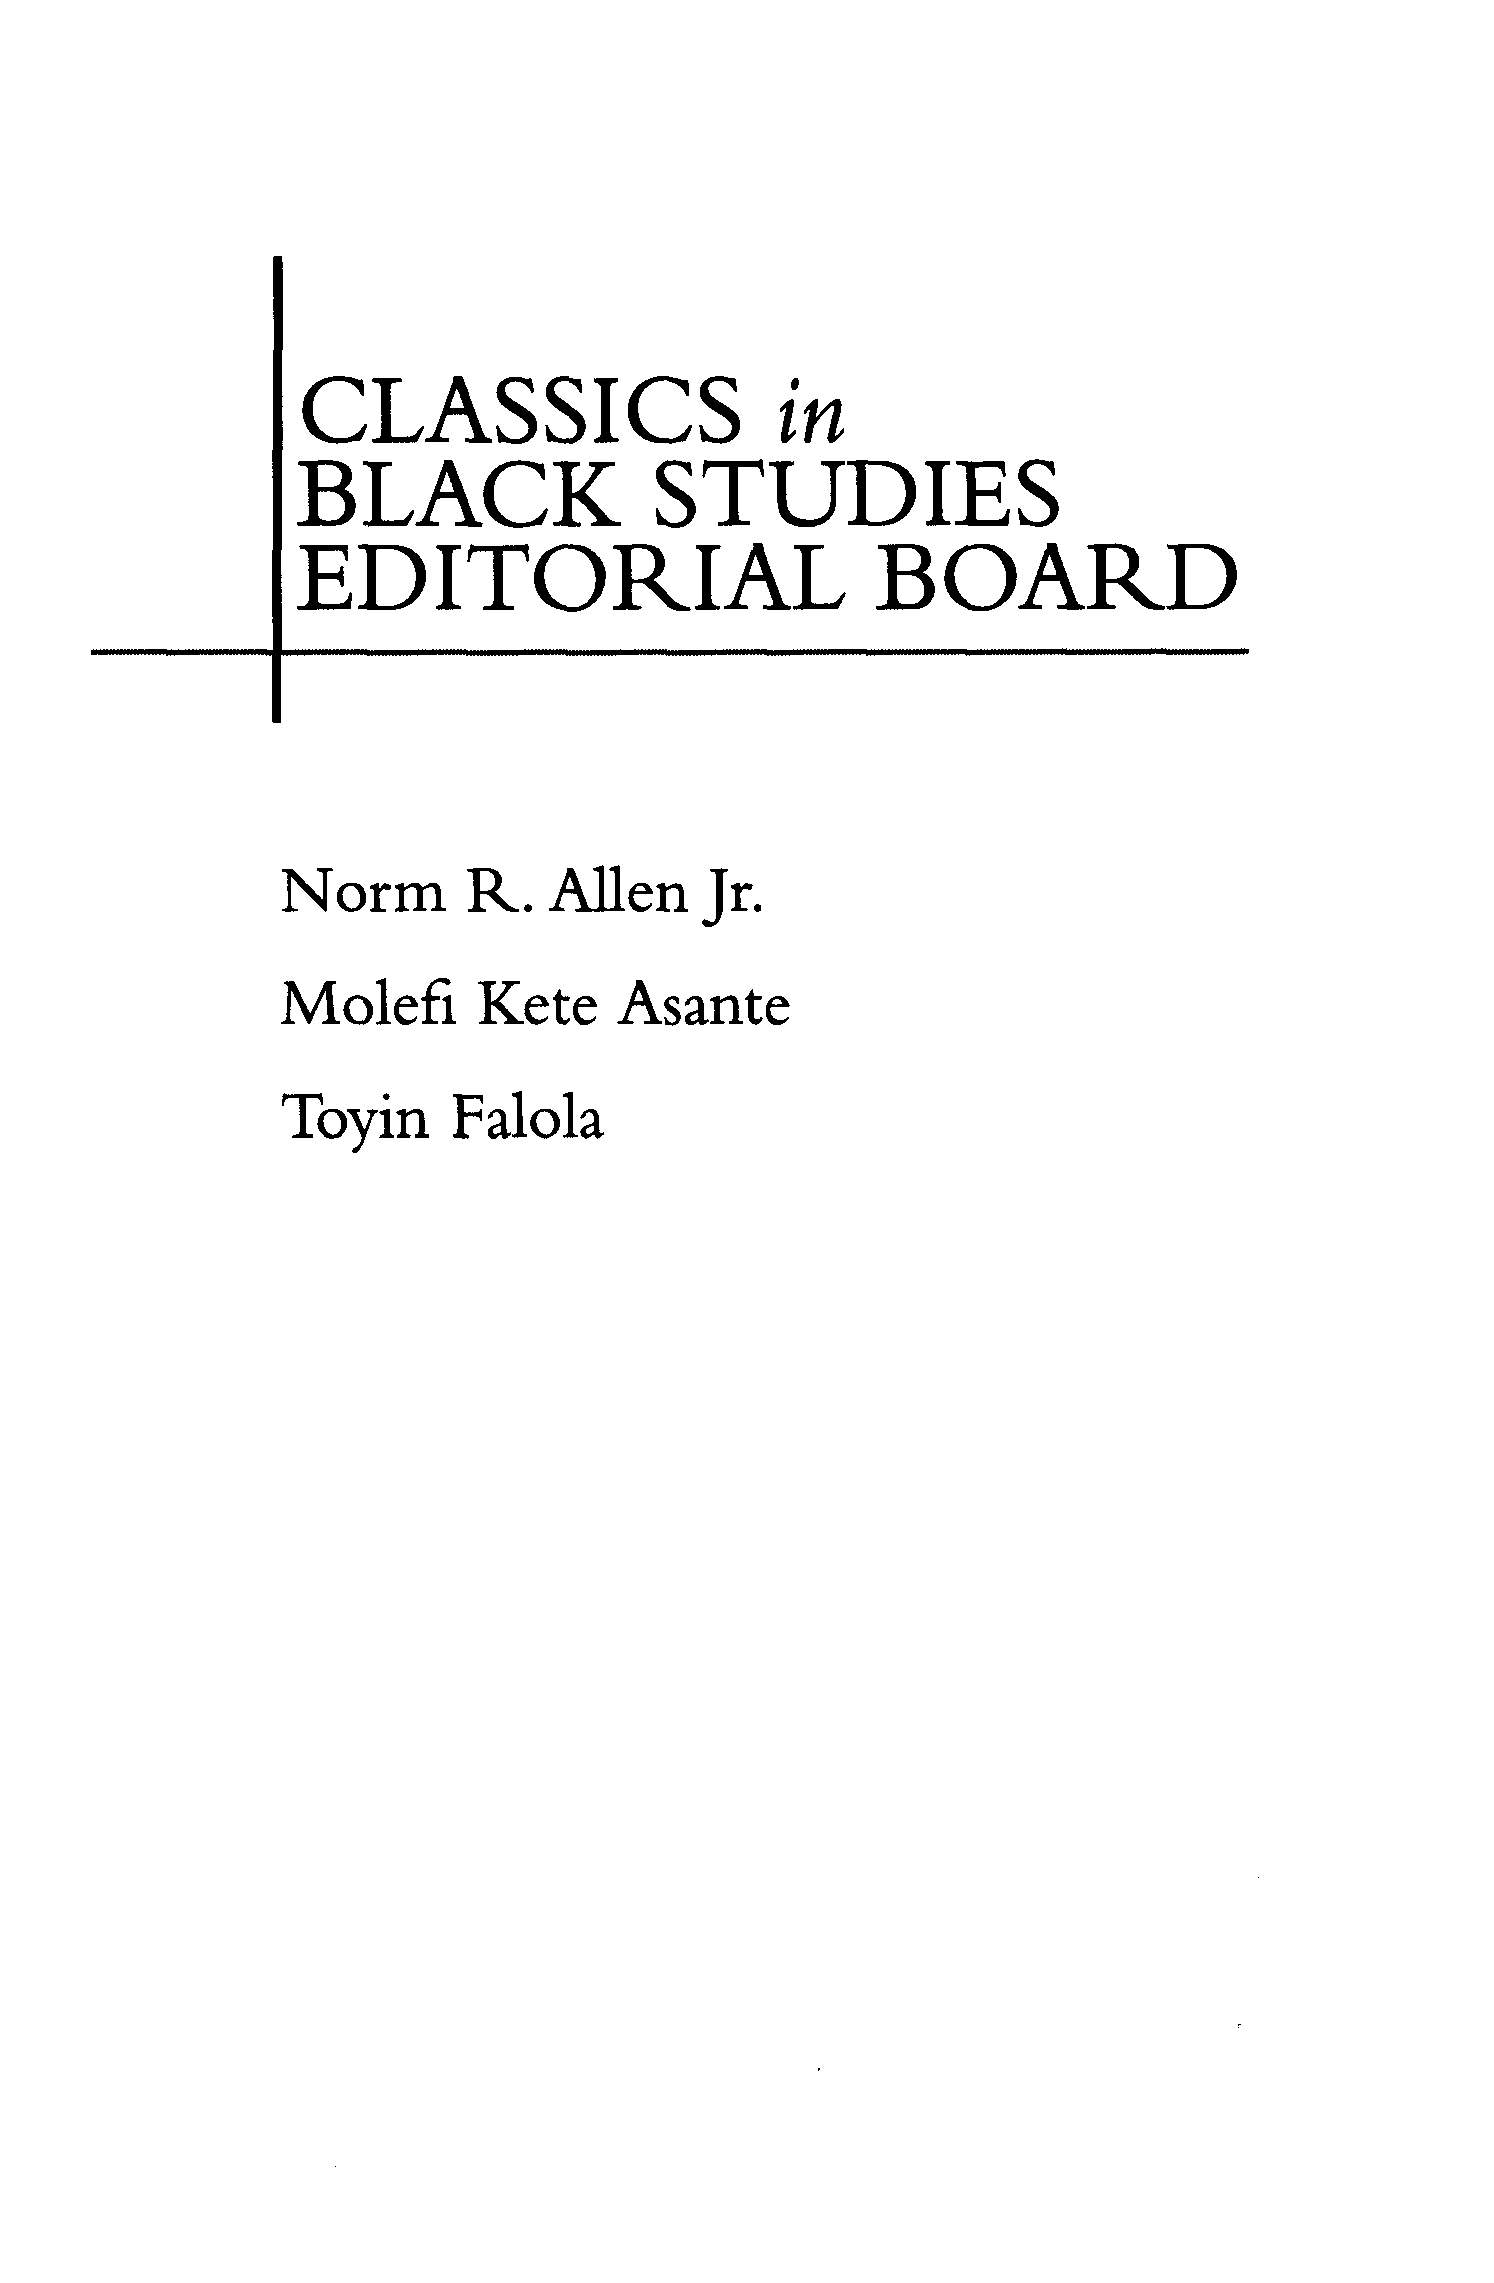 CLASSICS in
BLACK STUDIES
EDITORIAL BOARD
Norm R. Allen Jr.
Molefi Kete Asante
Toyin Falola